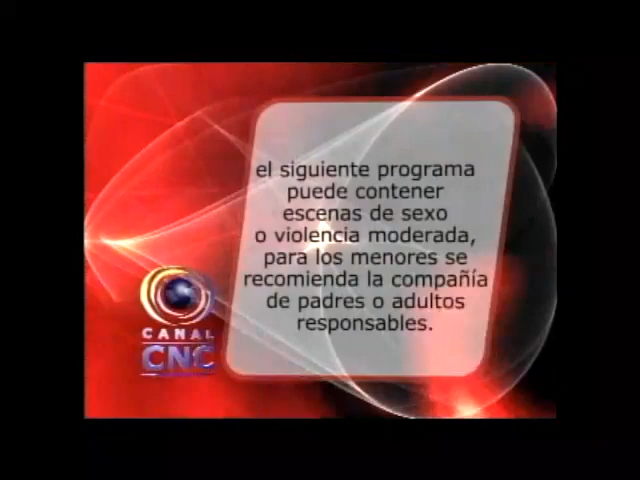 el siguiente programa
puede contener
escenas de sexo
o violencia moderada,
para los menores se
recomienda la compañía
de padres o adultos
responsables.
CANAL
CNC